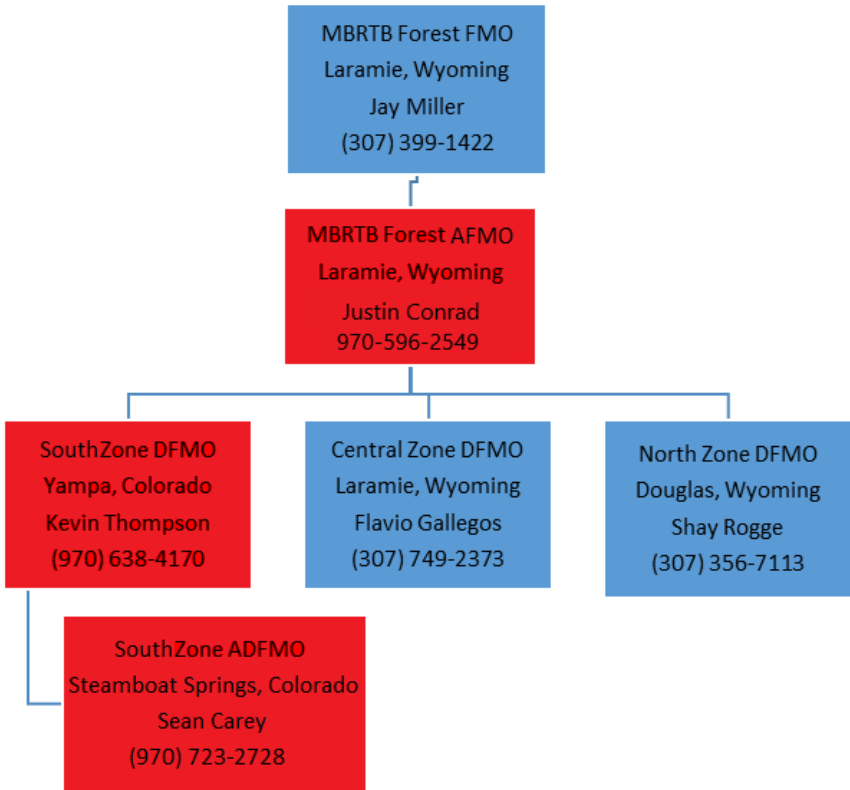 MBRTB Forest FMO
Laramie, Wyoming
Jay Miller
(307) 399-1422
MBRTB Forest AFMO
Laramie, Wyoming
Justin Conrad
970-596-2549
SouthZone DFMO
Yampa, Colorado
Kevin Thompson
(970) 638-4170
Central Zone DFMO
Laramie, Wyoming
Flavio Gallegos
(307) 749-2373
North Zone DFMO
Douglas, Wyoming
Shay Rogge
(307) 356-7113
SouthZone ADFMO
Steamboat Springs, Colorado
Sean Carey
(970) 723-2728